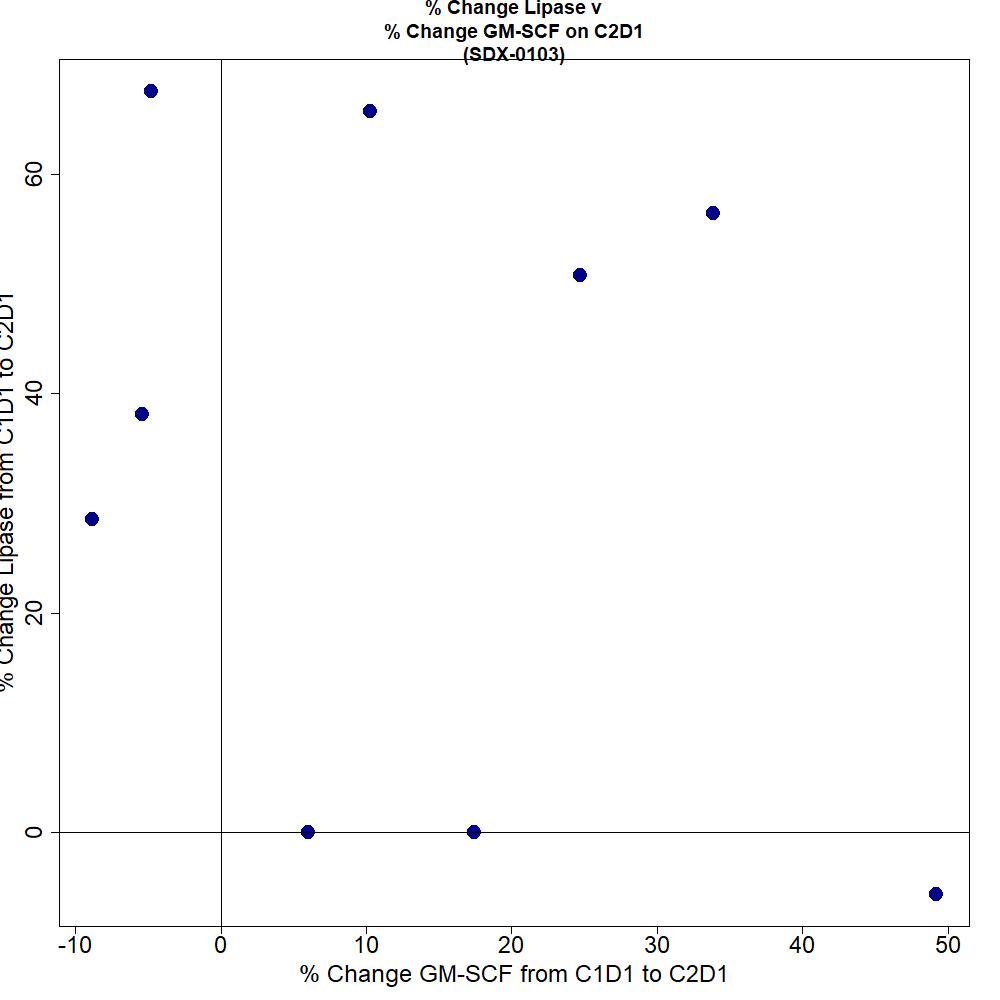 % Change Lipase v
% Change GM-SCF on C2D1
(SDX-0103)
% Change Lipase from C1D1 to C2D1
60
40
20
0
-10 0 10 20 30 40 50
% Change GM-SCF from C1D1 to C2D1